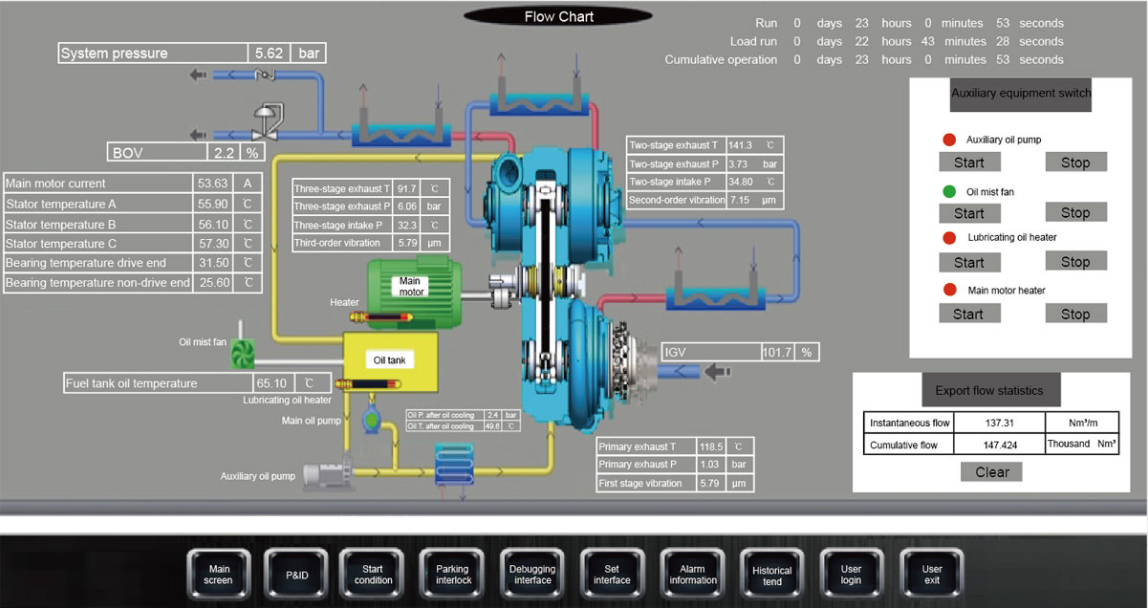 Flow Chart
Run 0 days 23 hours 0 minutes 53 seconds
Load run 0 days 22 hours 43 minutes 28 seconds
Cumulative operation 0 days 23 hours 0 minutes 53 seconds
System pressure 5.62 bar
BOV 2.2 %
Main motor current 53.63 A
Stator temperature A 55.90 ℃
Stator temperature B 56.10 ℃
Stator temperature C 57.30 ℃
Bearing temperature drive end 31.50 ℃
Bearing temperature non-drive end 25.60 ℃
Three-stage exhaust T 91.7 ℃
Three-stage exhaust P 6.06 bar
Three-stage intake P 32.3 ℃
Third-order vibration 5.79 μm
Two-stage exhaust T 141.3 ℃
Two-stage exhaust P 3.73 bar
Two-stage intake P 34.80 ℃
Second-order vibration 7.15 μm
Auxiliary equipment switch
Auxiliary oil pump
Start Stop
Oil mist fan
Start Stop
Lubricating oil heater
Start Stop
Main motor heater
Start Stop
Main
motor
Heater
Oil mist fan
Oil tank
IGV 101.7 %
Fuel tank oil temperature 65.10 ℃
Lubricating oil heater
Main oil pump
Oil P. after oil cooling 2.4 bar
Oil T. after oil cooling 49.6 ℃
Auxiliary oil pump
Primary exhaust T 118.5 ℃
Primary exhaust P 1.03 bar
First stage vibration 5.79 μm
Export flow statistics
Instantaneous flow 137.31 Nm³/m
Cumulative flow 147.424 Thousand Nm³
Clear
Main
screen
P&ID
Start
condition
Parking
interlock
Debugging
interface
Set
interface
Alarm
information
Historical
tend
User
login
User
exit